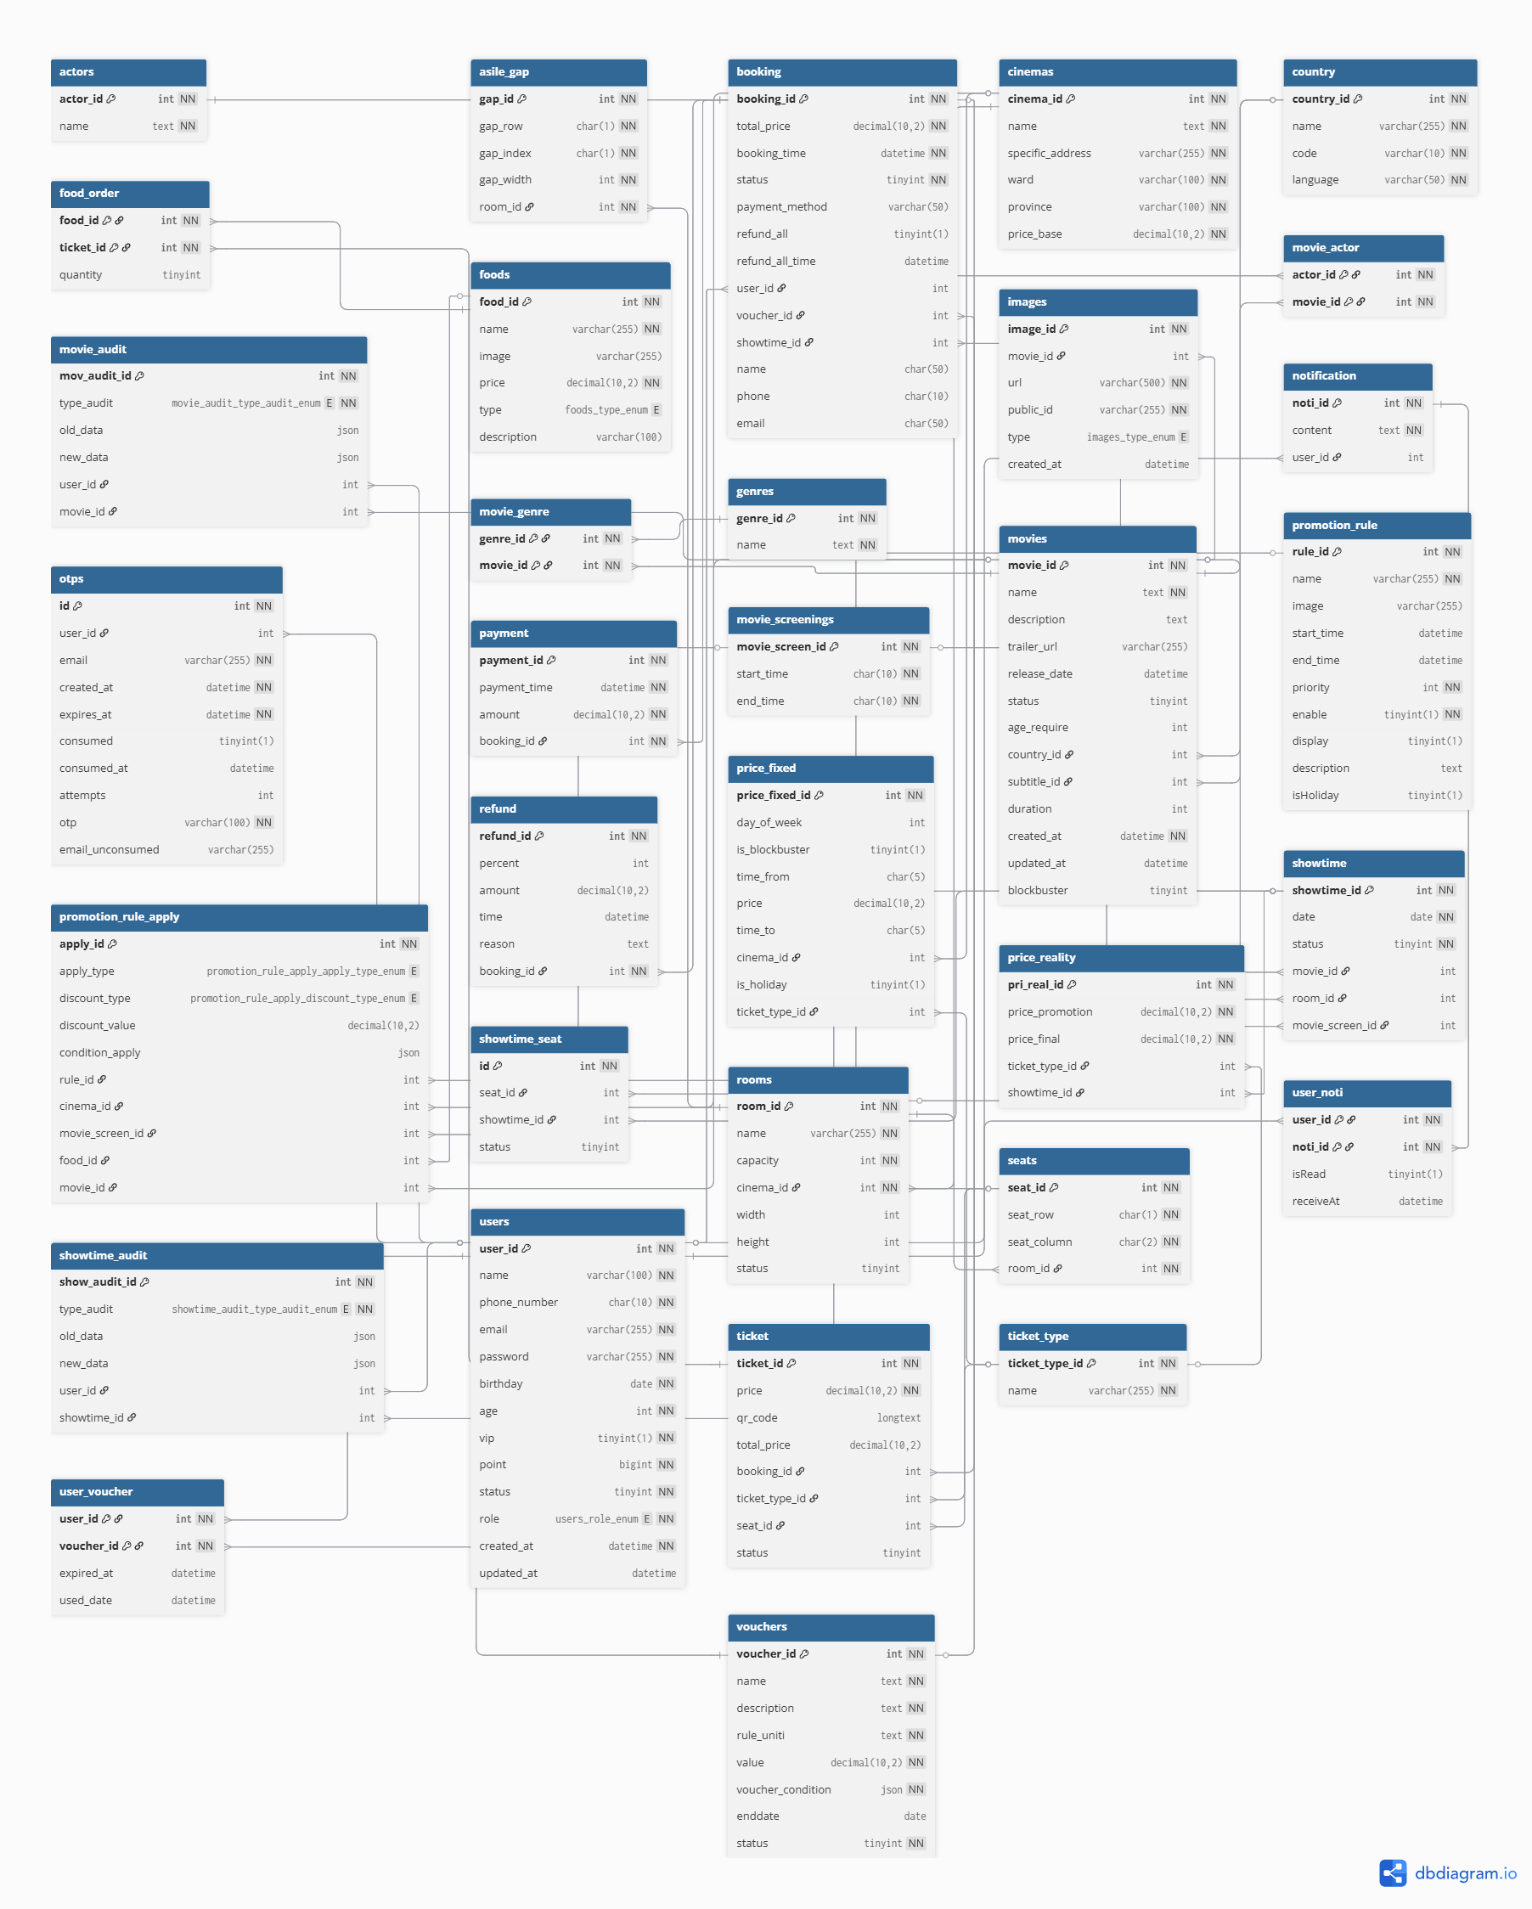 actors
actor_id int NN
name text NN
food_order
food_id int NN
ticket_id int NN
quantity tinyint
movie_audit
mov_audit_id int NN
type_audit movie_audit_type_audit_enum E NN
old_data json
new_data json
user_id int
movie_id int
otps
id int NN
user_id int
email varchar(255) NN
created_at datetime NN
expires_at datetime NN
consumed tinyint(1)
consumed_at datetime
attempts int
otp varchar(100) NN
email_unconsumed varchar(255)
promotion_rule_apply
apply_id int NN
apply_type promotion_rule_apply_apply_type_enum E
discount_type promotion_rule_apply_discount_type_enum E
discount_value decimal(10,2)
condition_apply json
rule_id int
cinema_id int
movie_screen_id int
food_id int
movie_id int
showtime_audit
show_audit_id int NN
type_audit showtime_audit_type_audit_enum E NN
old_data json
new_data json
user_id int
showtime_id int
user_voucher
user_id int NN
voucher_id int NN
expired_at datetime
used_date datetime
asile_gap
gap_id int NN
gap_row char(1) NN
gap_index char(1) NN
gap_width int NN
room_id int NN
foods
food_id int NN
name varchar(255) NN
image varchar(255)
price decimal(10,2) NN
type foods_type_enum E
description varchar(100)
movie_genre
genre_id int NN
movie_id int NN
payment
payment_id int NN
payment_time datetime NN
amount decimal(10,2) NN
booking_id int NN
refund
refund_id int NN
percent int
amount decimal(10,2)
time datetime
reason text
booking_id int NN
showtime_seat
id int NN
seat_id int
showtime_id int
status tinyint
users
user_id int NN
name varchar(100) NN
phone_number char(10) NN
email varchar(255) NN
password varchar(255) NN
birthday date NN
age int NN
vip tinyint(1) NN
point bigint NN
status tinyint NN
role users_role_enum E NN
created_at datetime NN
updated_at datetime
booking
booking_id int NN
total_price decimal(10,2) NN
booking_time datetime NN
status tinyint NN
payment_method varchar(50)
refund_all tinyint(1)
refund_all_time datetime
user_id int
voucher_id int
showtime_id int
name char(50)
phone char(10)
email char(50)
genres
genre_id int NN
name text NN
movie_screenings
movie_screen_id int NN
start_time char(10) NN
end_time char(10) NN
price_fixed
price_fixed_id int NN
day_of_week int
is_blockbuster tinyint(1)
time_from char(5)
price decimal(10,2)
time_to char(5)
cinema_id int
is_holiday tinyint(1)
ticket_type_id int
rooms
room_id int NN
name varchar(255) NN
capacity int NN
cinema_id int NN
width int
height int
status tinyint
ticket
ticket_id int NN
price decimal(10,2) NN
qr_code longtext
total_price decimal(10,2)
booking_id int
ticket_type_id int
seat_id int
status tinyint
vouchers
voucher_id int NN
name text NN
description text NN
rule_uniti text NN
value decimal(10,2) NN
voucher_condition json NN
enddate date
status tinyint NN
cinemas
cinema_id int NN
name text NN
specific_address varchar(255) NN
ward varchar(100) NN
province varchar(100) NN
price_base decimal(10,2) NN
images
image_id int NN
movie_id int
url varchar(500) NN
public_id varchar(255) NN
type images_type_enum E
created_at datetime
movies
movie_id int NN
name text NN
description text
trailer_url varchar(255)
release_date datetime
status tinyint
age_require int
country_id int
subtitle_id int
duration int
created_at datetime NN
updated_at datetime
blockbuster tinyint
price_reality
pri_real_id int NN
price_promotion decimal(10,2) NN
price_final decimal(10,2) NN
ticket_type_id int
showtime_id int
seats
seat_id int NN
seat_row char(1) NN
seat_column char(2) NN
room_id int NN
ticket_type
ticket_type_id int NN
name varchar(255) NN
country
country_id int NN
name varchar(255) NN
code varchar(10) NN
language varchar(50) NN
movie_actor
actor_id int NN
movie_id int NN
notification
noti_id int NN
content text NN
user_id int
promotion_rule
rule_id int NN
name varchar(255) NN
image varchar(255)
start_time datetime
end_time datetime
priority int NN
enable tinyint(1) NN
display tinyint(1)
description text
isHoliday tinyint(1)
showtime
showtime_id int NN
date date NN
status tinyint NN
movie_id int
room_id int
movie_screen_id int
user_noti
user_id int NN
noti_id int NN
isRead tinyint(1)
receiveAt datetime
dbdiagram.io